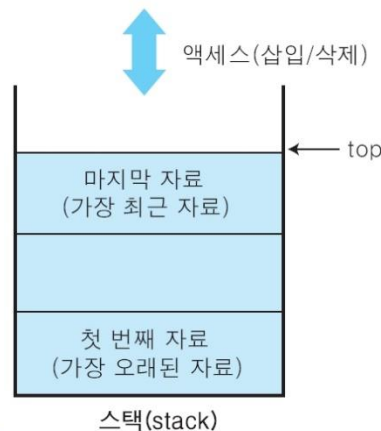 액세스(삽입/삭제)
top
마지막 자료
(가장 최근 자료)
첫 번째 자료
(가장 오래된 자료)
스택(stack)